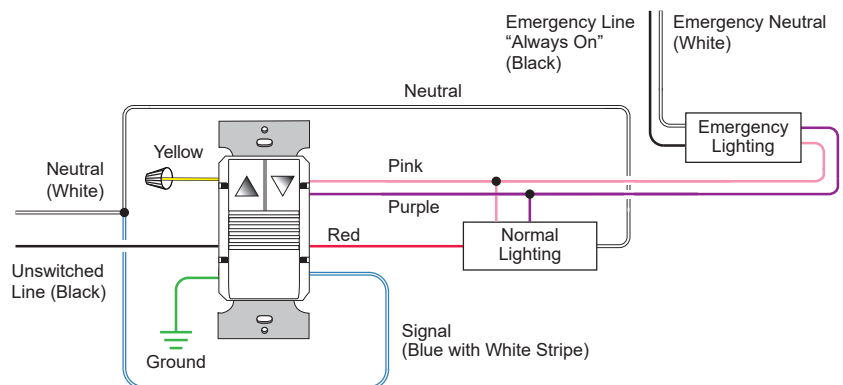 Emergency Line
“Always On”
(Black)
Emergency Neutral
(White)
Neutral
Emergency
Lighting
Yellow
Neutral
(White)
Pink
Purple
Red
Normal
Lighting
Unswitched
Line (Black)
Signal
(Blue with White Stripe)
Ground